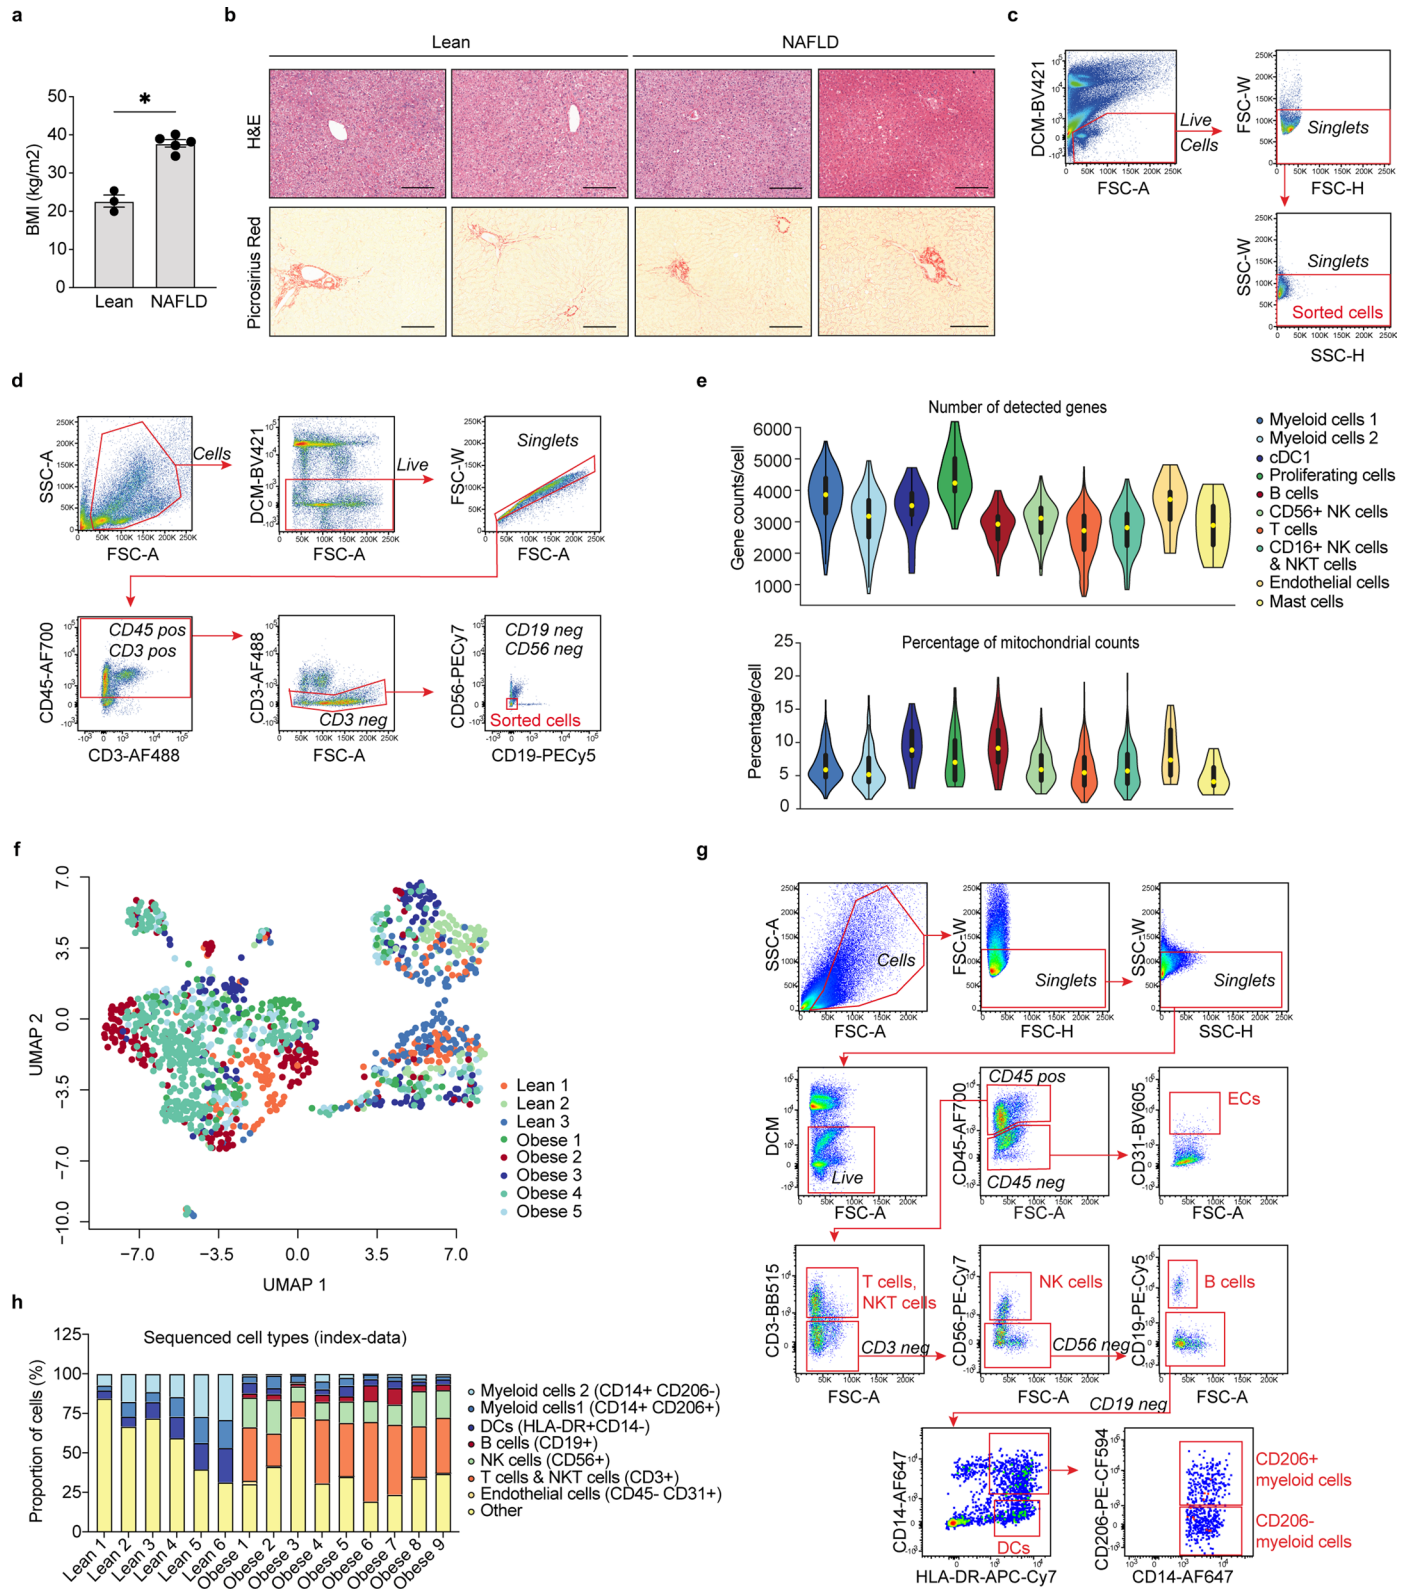 a
BMI (kg/m2)
50
40
30
20
10
0
*
Lean
NAFLD
b
Lean
NAFLD
H&E
Picrosirius Red
c
DCM-BV421
FSC-A
Live
Cells
FSC-W
Singlets
FSC-H
SSC-W
Singlets
Sorted cells
SSC-H
d
SSC-A
FSC-A
Cells
DCM-BV421
FSC-A
Live
FSC-W
Singlets
FSC-A
CD45-AF700
CD45 pos
CD3 pos
CD3-AF488
CD3-AF488
CD3 neg
FSC-A
CD56-PECy7
CD19 neg
CD56 neg
Sorted cells
CD19-PECy5
e
Number of detected genes
Gene counts/cell
6000
5000
4000
3000
2000
1000
Percentage of mitochondrial counts
Percentage/cell
25
20
15
10
5
0
Myeloid cells 1
Myeloid cells 2
cDC1
Proliferating cells
B cells
CD56+ NK cells
T cells
CD16+ NK cells
& NKT cells
Endothelial cells
Mast cells
f
UMAP 2
7.0
3.5
0.0
−3.5
−7.0
−10.0
−7.0
−3.5
0.0
3.5
7.0
UMAP 1
Lean 1
Lean 2
Lean 3
Obese 1
Obese 2
Obese 3
Obese 4
Obese 5
g
SSC-A
Cells
FSC-A
FSC-W
Singlets
FSC-H
SSC-W
Singlets
SSC-H
DCM
Live
FSC-A
CD45-AF700
CD45 pos
CD45 neg
FSC-A
CD31-BV605
ECs
FSC-A
CD3-BB515
T cells,
NKT cells
CD3 neg
FSC-A
CD56-PE-Cy7
NK cells
CD56 neg
FSC-A
CD19-PE-Cy5
B cells
FSC-A
CD19 neg
CD14-AF647
DCs
HLA-DR-APC-Cy7
CD206-PE-CF594
CD206+
myeloid cells
CD206-
myeloid cells
CD14-AF647
h
Sequenced cell types (index-data)
Proportion of cells (%)
125
100
75
50
25
0
Lean 1
Lean 2
Lean 3
Lean 4
Lean 5
Lean 6
Obese 1
Obese 2
Obese 3
Obese 4
Obese 5
Obese 6
Obese 7
Obese 8
Obese 9
Myeloid cells 2 (CD14+ CD206-)
Myeloid cells1 (CD14+ CD206+)
DCs (HLA-DR+CD14-)
B cells (CD19+)
NK cells (CD56+)
T cells & NKT cells (CD3+)
Endothelial cells (CD45- CD31+)
Other